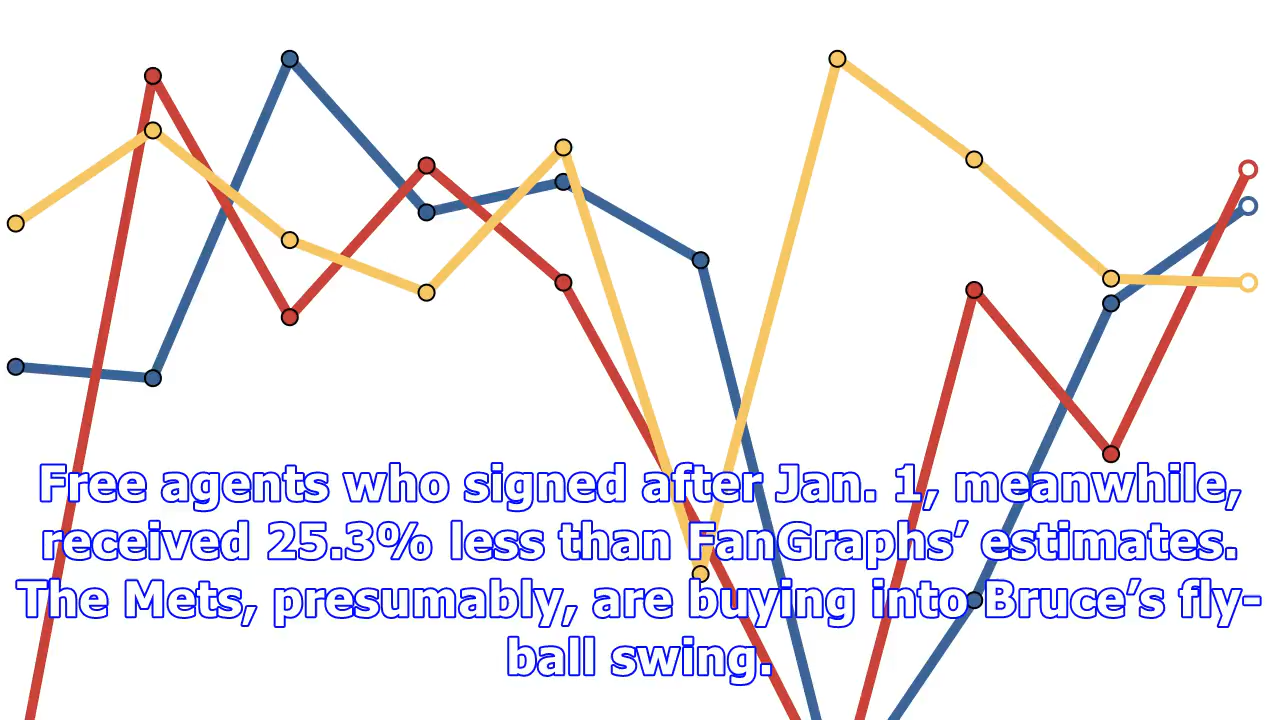 Free agents who signed after Jan. 1, meanwhile,
received 25.3% less than FanGraphs’ estimates.
The Mets, presumably, are buying into Bruce’s fly-
ball swing.